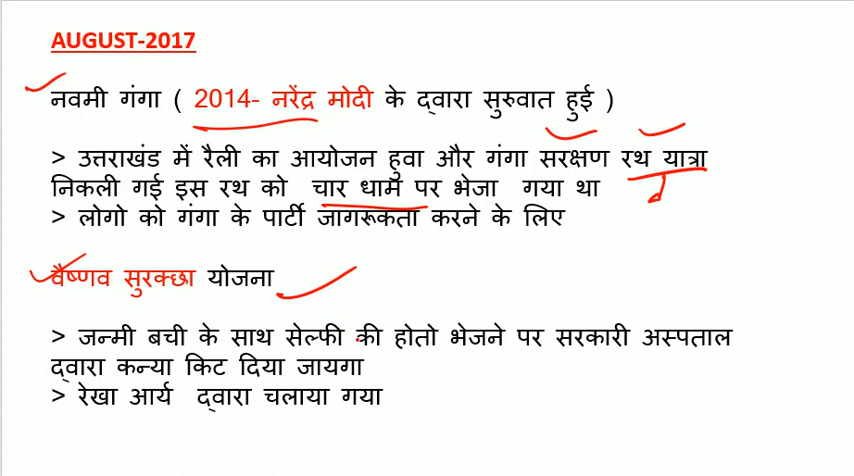 AUGUST-2017
नवमी गंगा ( 2014- नरेंद्र मोदी के द्वारा सुरुवात हुई )
> उत्तराखंड में रैली का आयोजन हुवा और गंगा सरक्षण रथ यात्रा
निकली गई इस रथ को चार धाम पर भेजा गया था
> लोगो को गंगा के पार्टी जागरूकता करने के लिए
वैष्णव सुरक्छा योजना
> जन्मी बची के साथ सेल्फी की होतो भेजने पर सरकारी अस्पताल
द्वारा कन्या किट दिया जायगा
> रेखा आर्य द्वारा चलाया गया